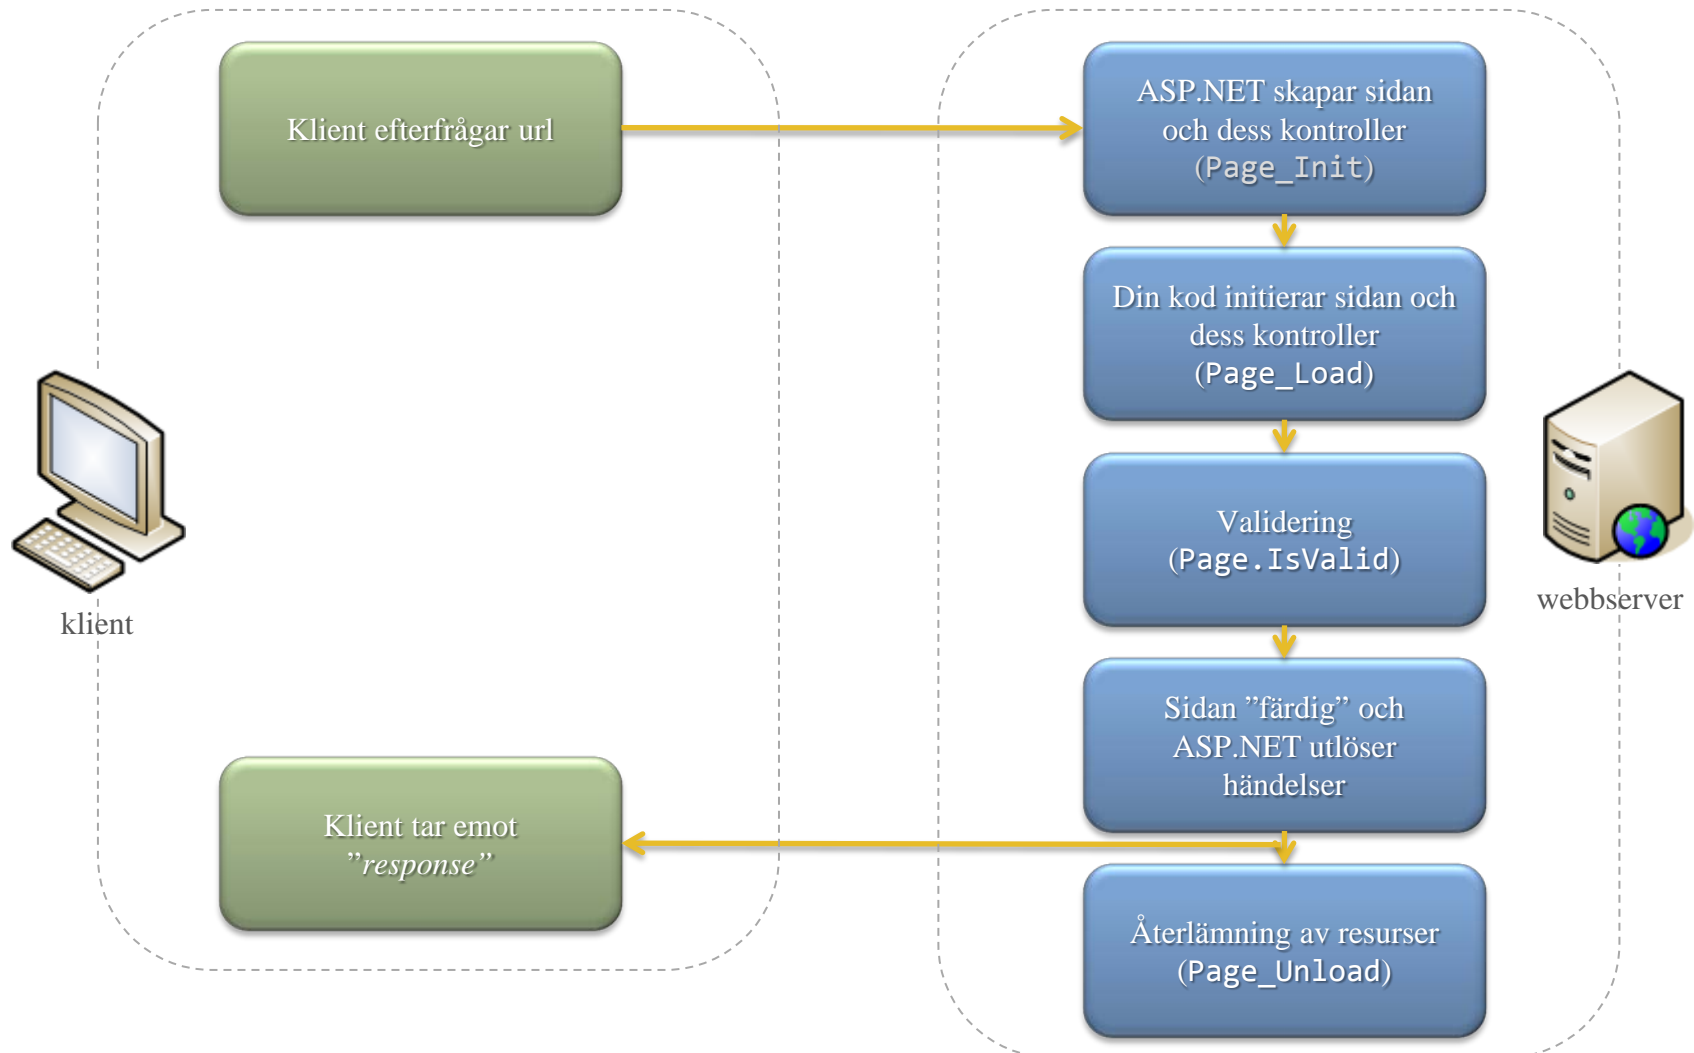 Klient efterfrågar url
ASP.NET skapar sidan
och dess kontroller
(Page_Init)
Din kod initierar sidan och
dess kontroller
(Page_Load)
Validering
(Page.IsValid)
klient
webbserver
Sidan ”färdig” och
ASP.NET utlöser
händelser
Klient tar emot
”response”
Återlämning av resurser
(Page_Unload)